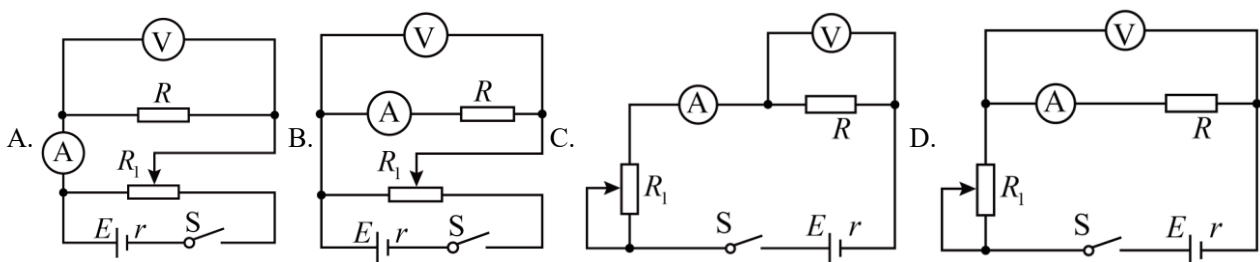 A. V R A R₁ E r S
B. V A R R₁ E r S
C. V A R R₁ S E r
D. V A R R₁ S E r